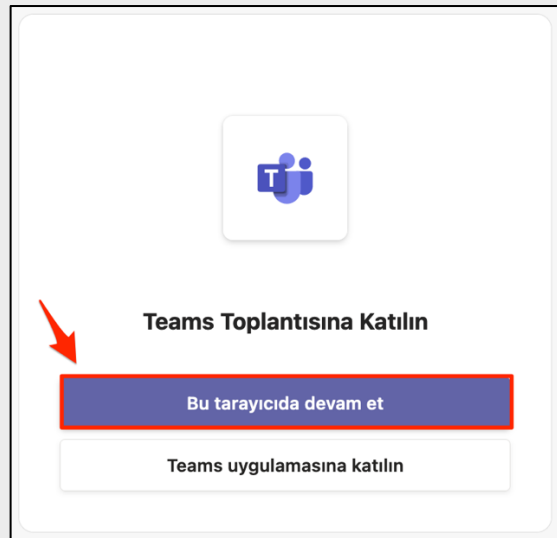 T
Teams Toplantısına Katılın
Bu tarayıcıda devam et
Teams uygulamasına katılın